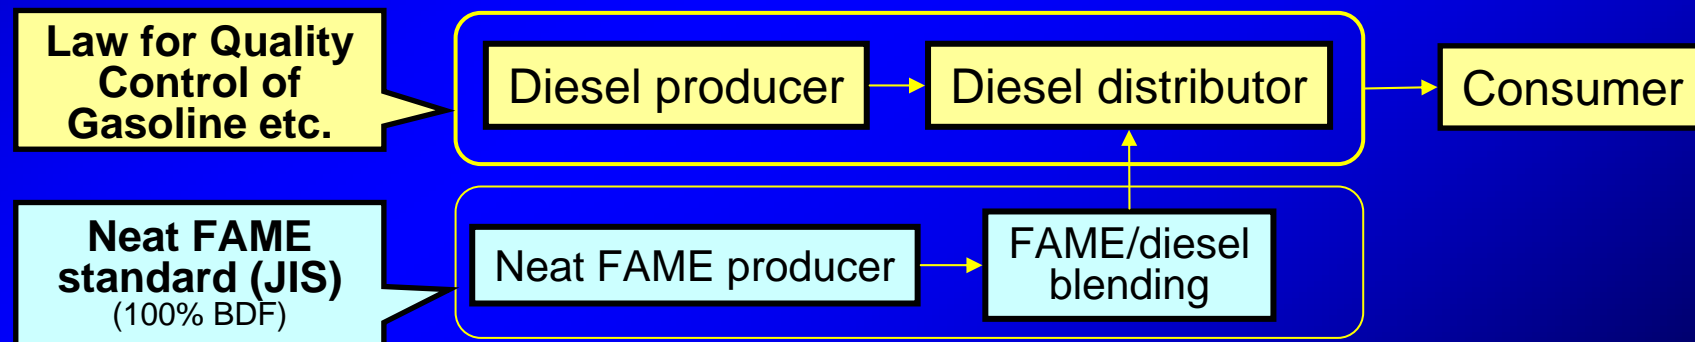 Law for Quality
Control of
Gasoline etc.
Diesel producer
Diesel distributor
Consumer
Neat FAME
standard (JIS)
(100% BDF)
Neat FAME producer
FAME/diesel
blending